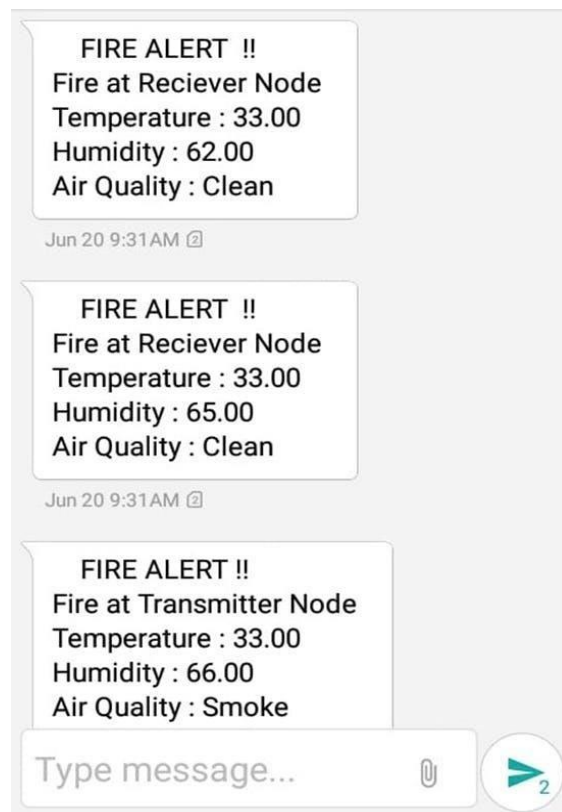 FIRE ALERT !!
Fire at Reciever Node
Temperature : 33.00
Humidity : 62.00
Air Quality : Clean
Jun 20 9:31AM 2
FIRE ALERT !!
Fire at Reciever Node
Temperature : 33.00
Humidity : 65.00
Air Quality : Clean
Jun 20 9:31AM 2
FIRE ALERT !!
Fire at Transmitter Node
Temperature : 33.00
Humidity : 66.00
Air Quality : Smoke
Type message...
2